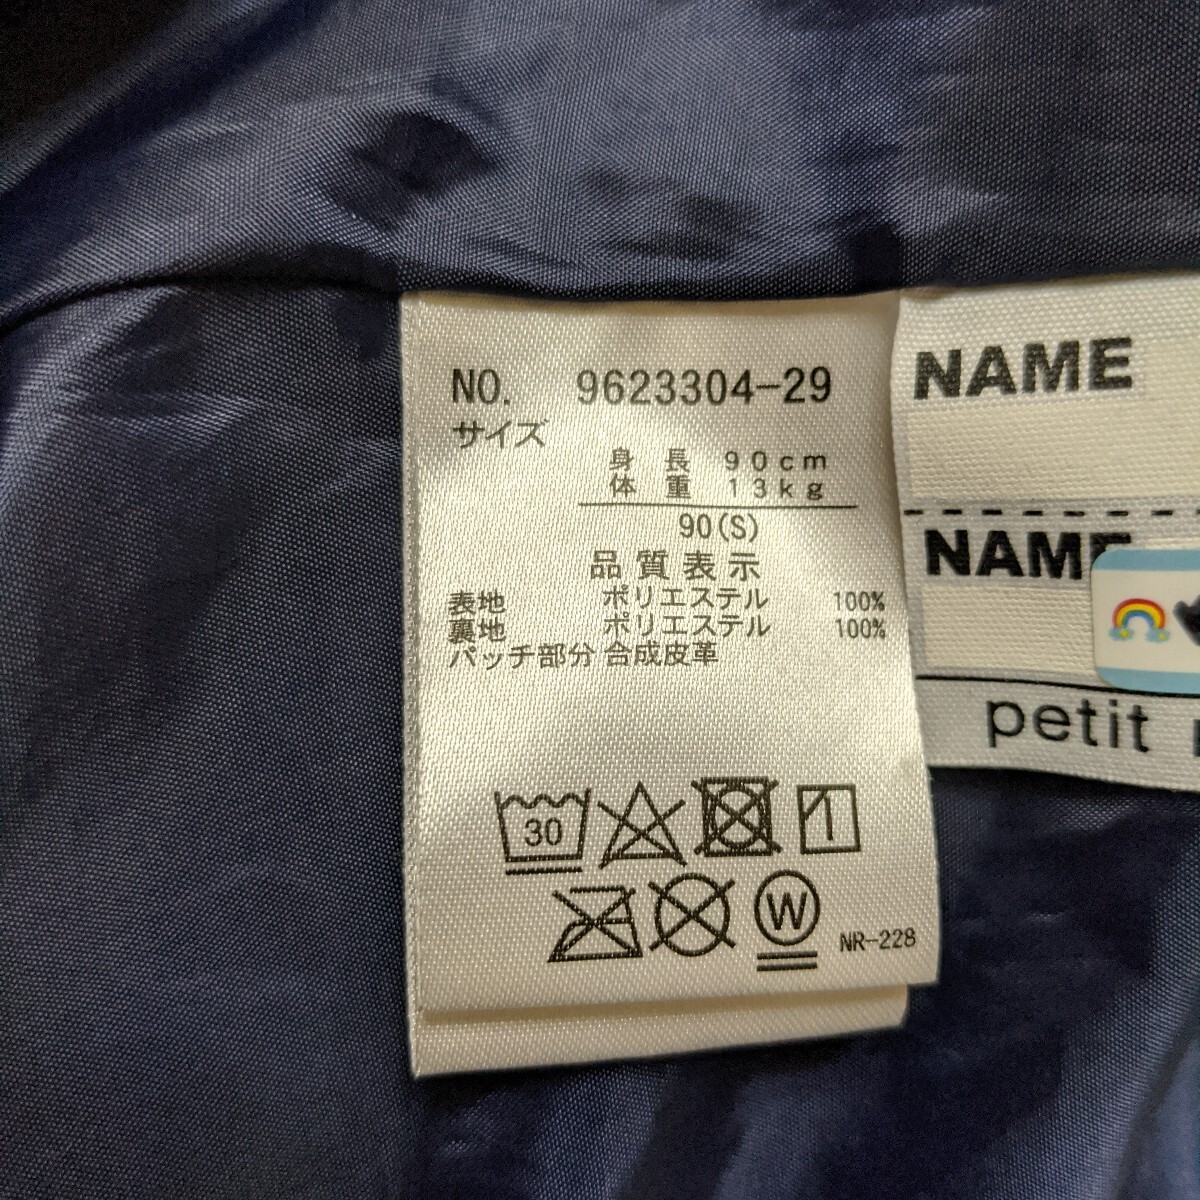 NO. 9623304-29
サイズ
身長 90cm
体重 13kg
90(S)
品質表示
表地 ポリエステル 100%
裏地 ポリエステル 100%
パッチ部分 合成皮革
30
W
NR-228
NAME
NAME
petit